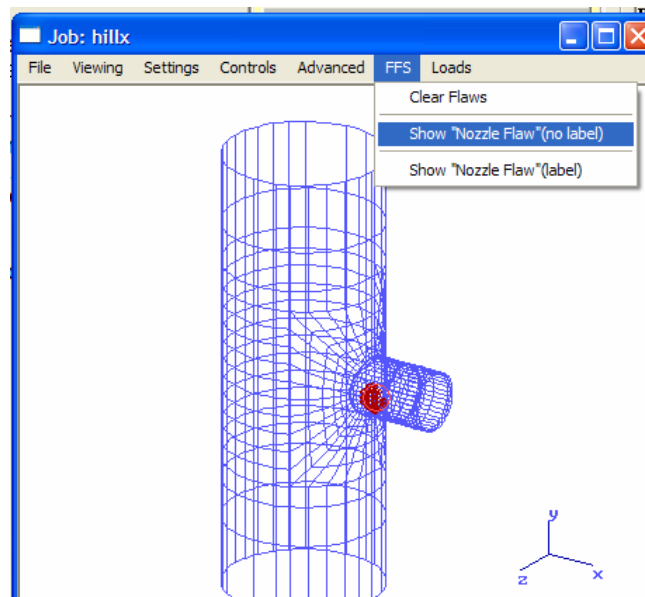 Job: hillx
File Viewing Settings Controls Advanced FFS Loads
Clear Flaws
Show "Nozzle Flaw"(no label)
Show "Nozzle Flaw"(label)
y
x
z